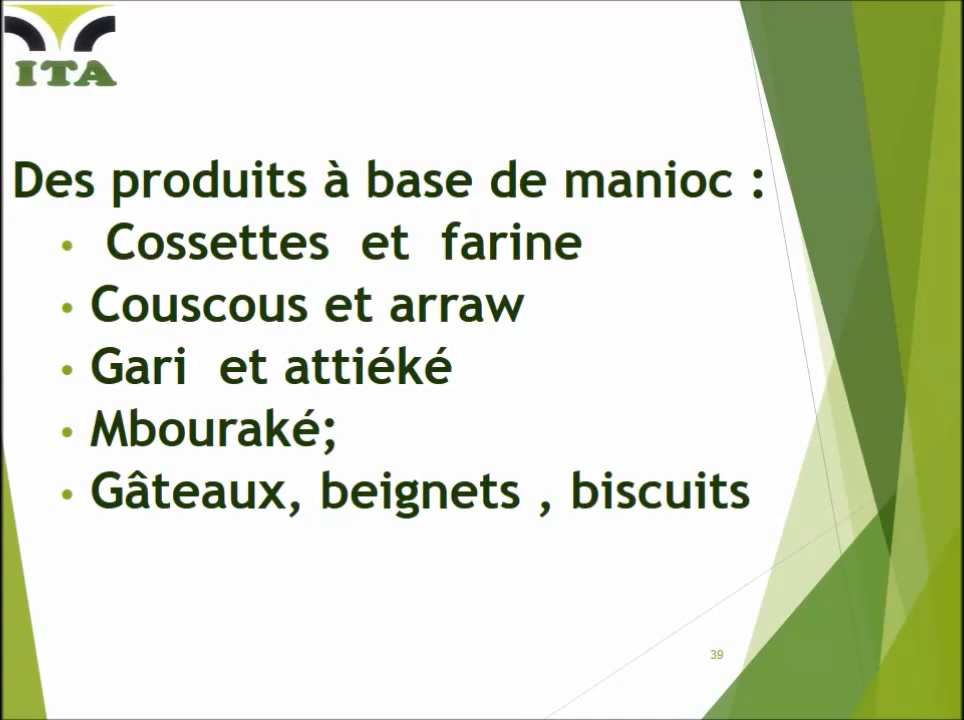 ITA
Des produits à base de manioc :
• Cossettes et farine
• Couscous et arraw
• Gari et attiéké
• Mbouraké;
• Gâteaux, beignets , biscuits
39